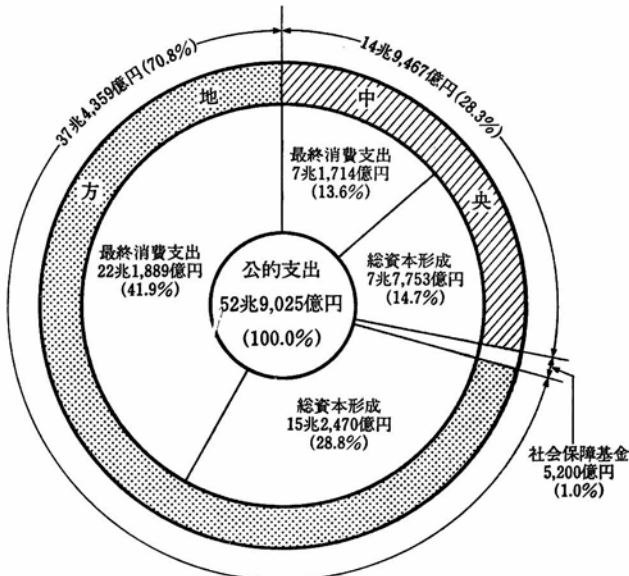 14兆9,467億円(28.3%)
37兆4,359億円(70.8%)
地
方
中
央
最終消費支出
7兆1,714億円
(13.6%)
総資本形成
7兆7,753億円
(14.7%)
最終消費支出
22兆1,889億円
(41.9%)
公的支出
52兆9,025億円
(100.0%)
総資本形成
15兆2,470億円
(28.8%)
社会保障基金
5,200億円
(1.0%)